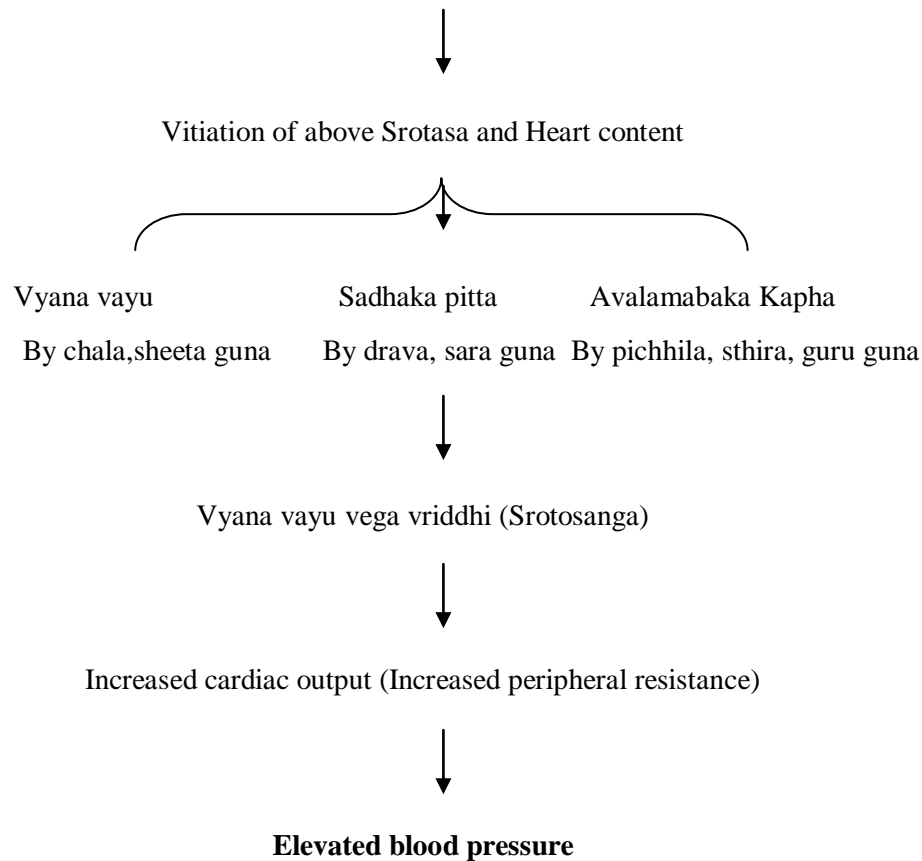 Vitiation of above Srotasa and Heart content
Vyana vayu Sadhaka pitta Avalamabaka Kapha
By chala,sheeta guna By drava, sara guna By pichhila, sthira, guru guna
Vyana vayu vega vriddhi (Srotosanga)
Increased cardiac output (Increased peripheral resistance)
Elevated blood pressure